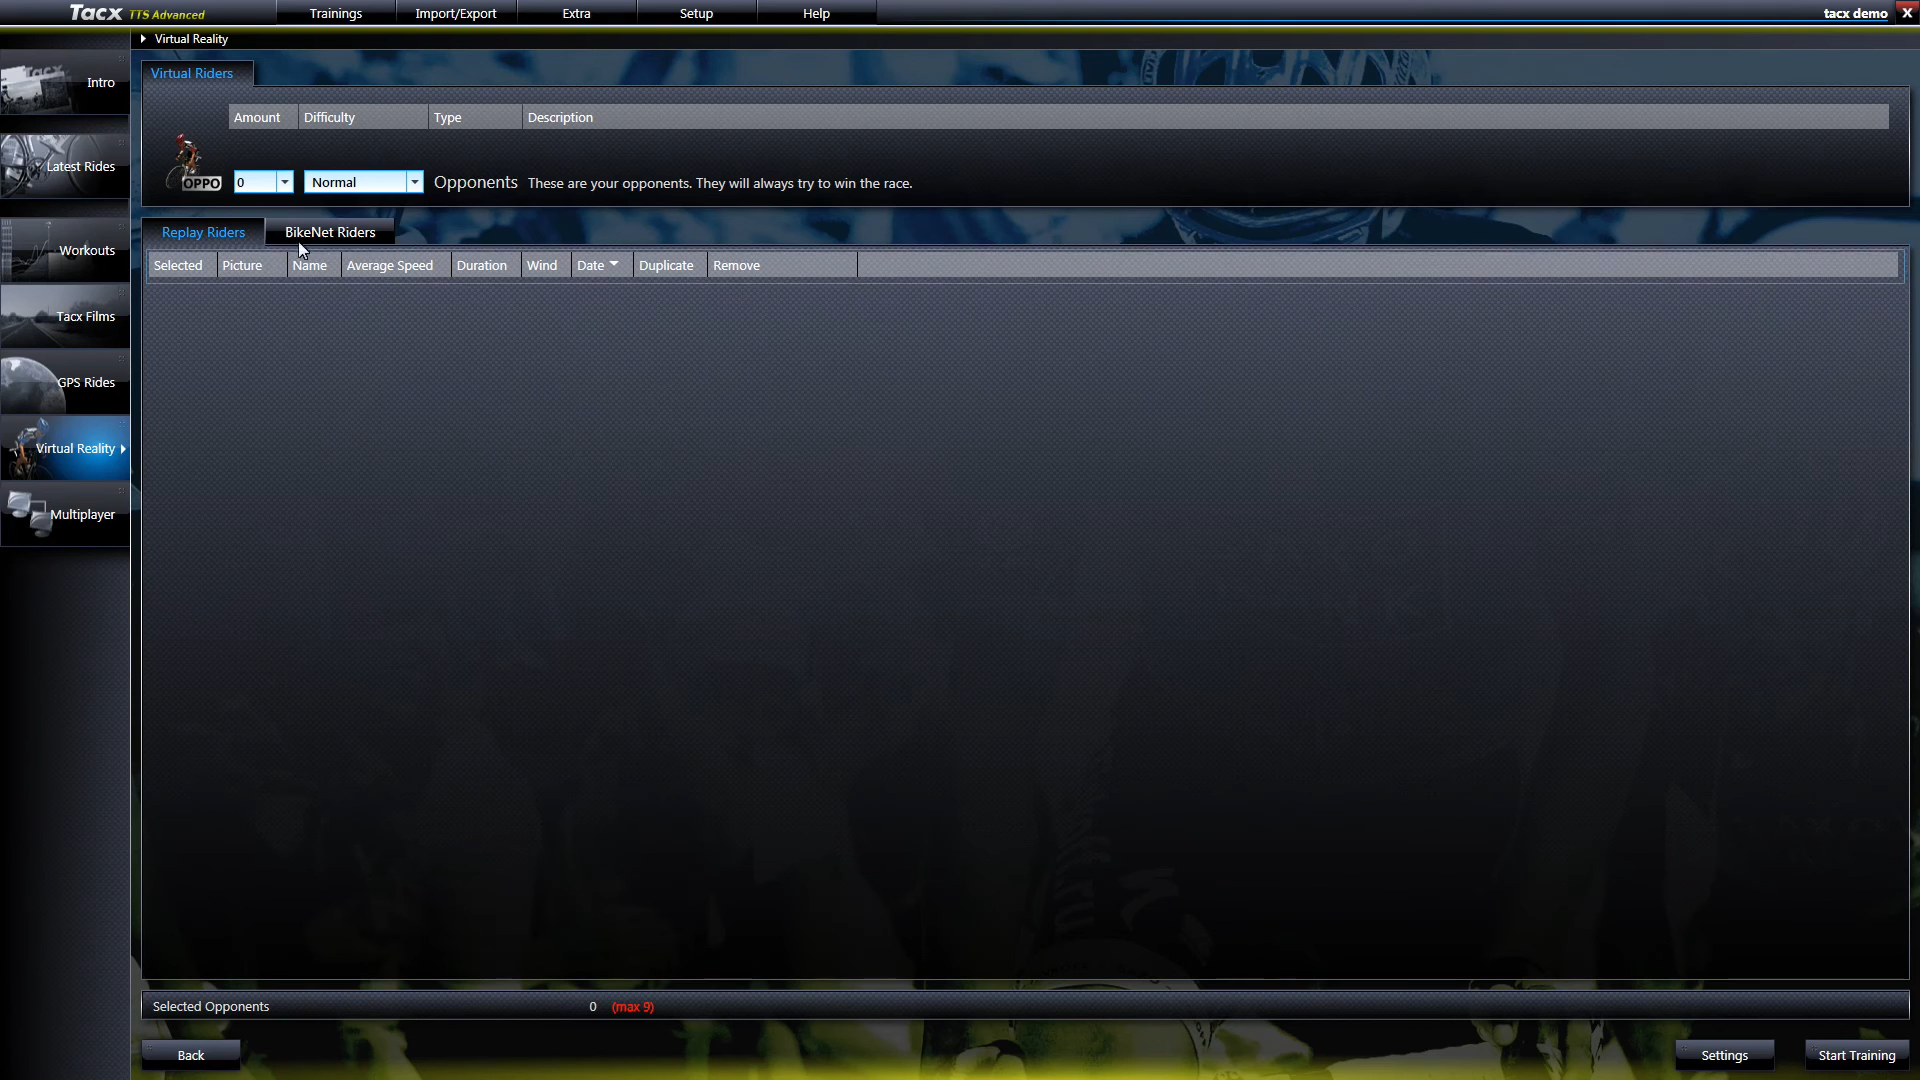 Tacx TTS Advanced
Trainings
Import/Export
Extra
Setup
Help
tacx demo
X
Virtual Reality
Intro
Latest Rides
Workouts
Tacx Films
GPS Rides
Virtual Reality
Multiplayer
Virtual Riders
Amount Difficulty Type Description
OPPO 0 Normal Opponents These are your opponents. They will always try to win the race.
Replay Riders BikeNet Riders
Selected Picture Name Average Speed Duration Wind Date Duplicate Remove
Selected Opponents 0 (max 9)
Back
Settings
Start Training